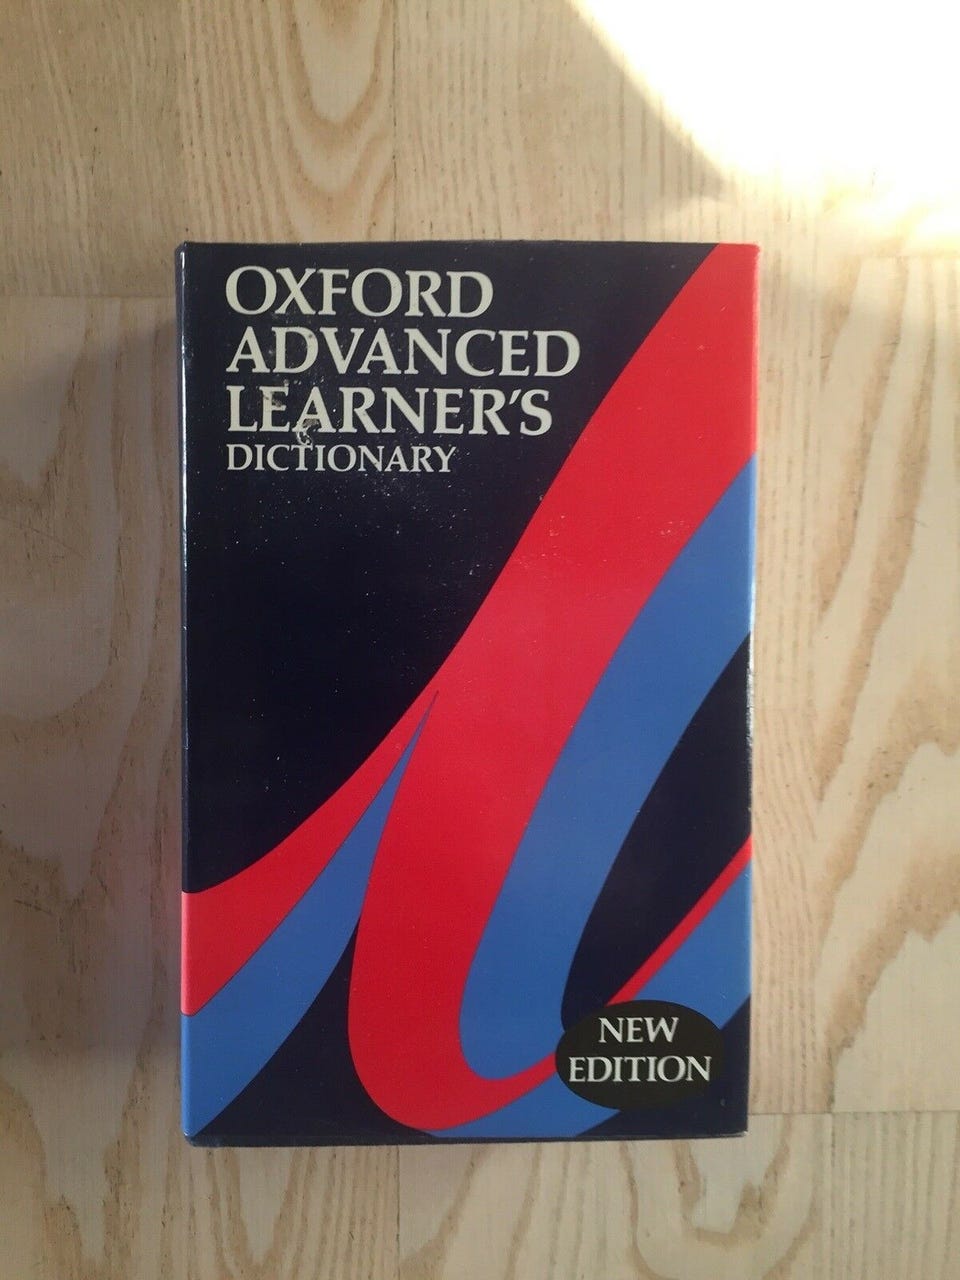 OXFORD
ADVANCED
LEARNER'S
DICTIONARY
NEW
EDITION